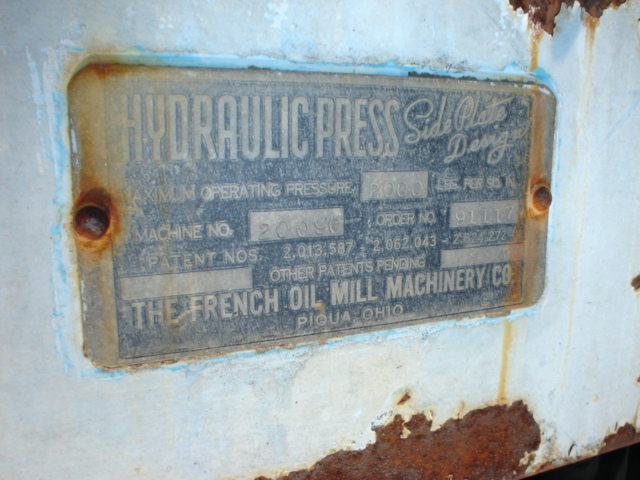 HYDRAULIC PRESS Side Plate Design
MAXIMUM OPERATING PRESSURE 2000 LBS. PER SQ. IN.
MACHINE NO. 20090 ORDER NO. 91117
PATENT NOS. 2,013,587 - 2,062,043
OTHER PATENTS PENDING
THE FRENCH OIL MILL MACHINERY CO.
PIQUA, OHIO